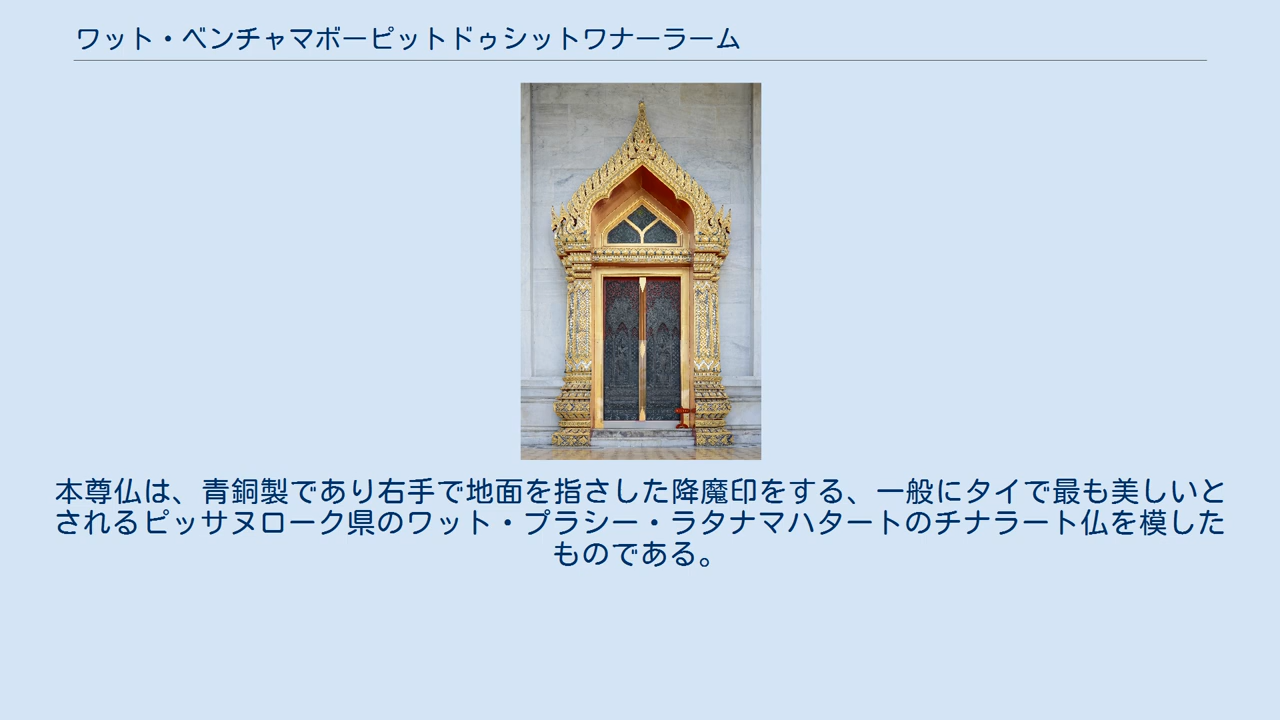 ワット・ベンチャマボーピットドゥシットワナーラーム
本尊仏は、青銅製であり右手で地面を指さした降魔印をする、一般にタイで最も美しいと
されるピッサヌローク県のワット・プラシー・ラタナマハタートのチナラート仏を模した
ものである。